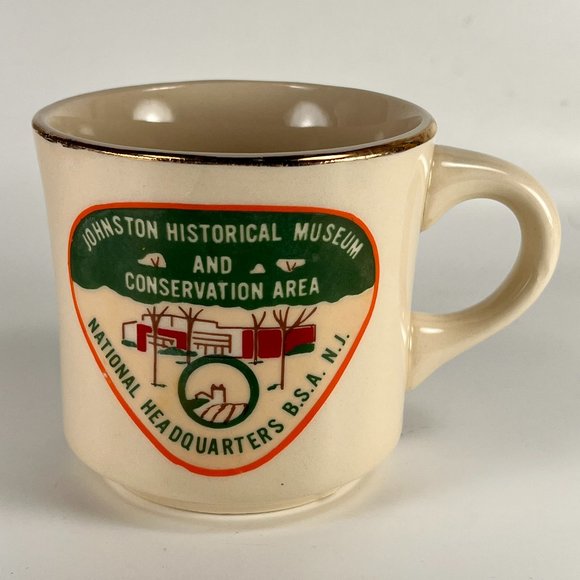 JOHNSTON HISTORICAL MUSEUM
AND
CONSERVATION AREA
NATIONAL HEADQUARTERS B.S.A. N.J.